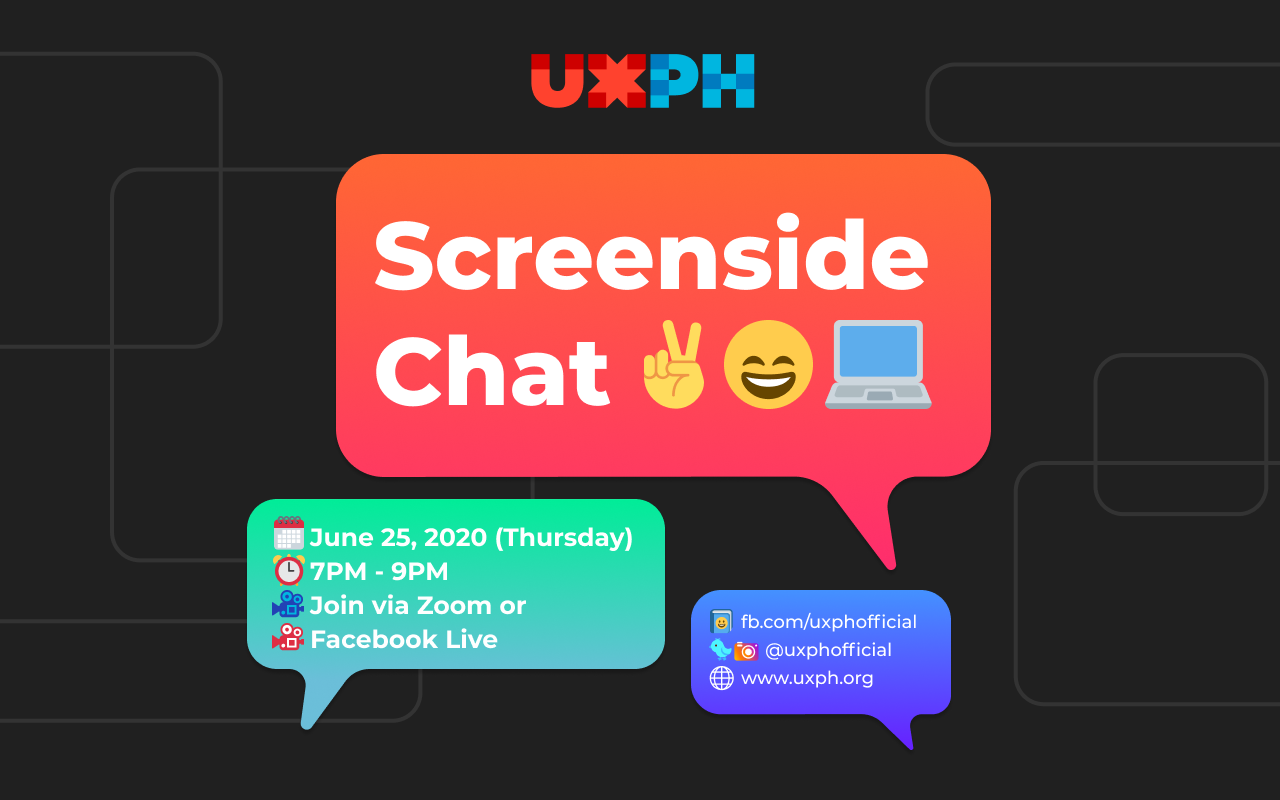 UXPH
Screenside
Chat ✌😄💻
June 25, 2020 (Thursday)
7PM - 9PM
Join via Zoom or
Facebook Live
fb.com/uxphofficial
@uxphofficial
www.uxph.org